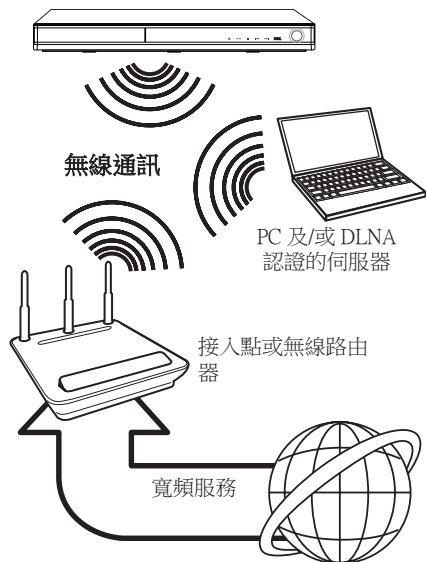 無線通訊
PC 及/或 DLNA
認證的伺服器
接入點或無線路由
器
寬頻服務